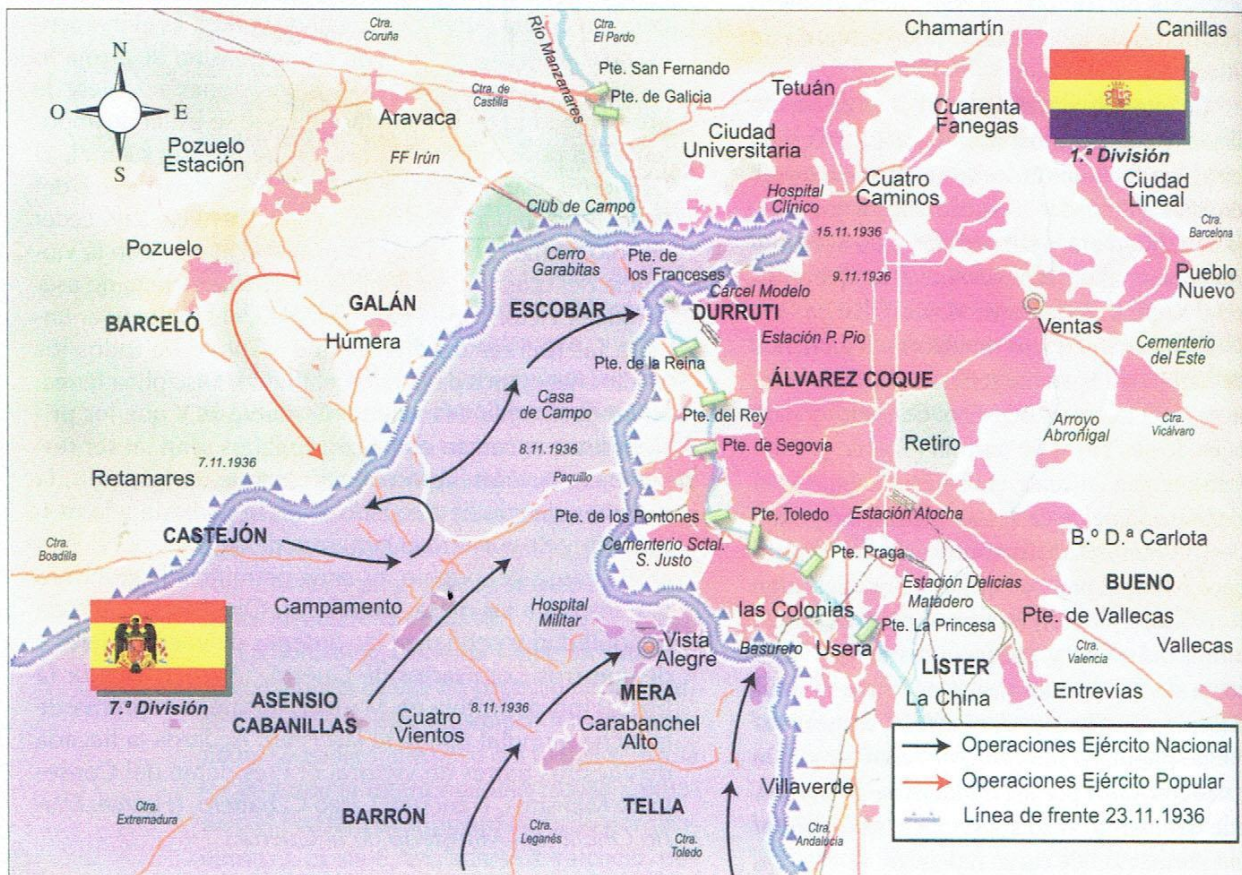 Ctra.
Coruña
Ctra.
El Pardo
Chamartín
Canillas
N
O
E
S
Río Manzanares
Pte. San Fernando
Pte. de Galicia
Ctra. de
Castilla
Tetuán
Cuarenta
Fanegas
1.ª División
Aravaca
Pozuelo
Estación
FF Irún
Ciudad
Universitaria
Hospital
Clínico
Cuatro
Caminos
Ciudad
Lineal
Ctra.
Barcelona
Club de Campo
15.11.1936
Pozuelo
Cerro
Garabitas
Pte. de
los Franceses
9.11.1936
Pueblo
Nuevo
Cárcel Modelo
BARCELÓ
GALÁN
Húmera
ESCOBAR
DURRUTI
Ventas
Estación P. Pio
Cementerio
del Este
Pte. de la Reina
ÁLVAREZ COQUE
Casa
de Campo
Pte. del Rey
Arroyo
Abroñigal
Ctra.
Vicálvaro
Retamares
7.11.1936
8.11.1936
Pte. de Segovia
Retiro
Paquillo
CASTEJÓN
Pte. de los Pontones
Pte. Toledo
Estación Atocha
Ctra.
Boadilla
Cementerio Sctal.
S. Justo
Pte. Praga
B.º D.ª Carlota
Estación Delicias
BUENO
Campamento
Hospital
Militar
las Colonias
Matadero
Pte. de Vallecas
Pte. La Princesa
7.ª División
Vista
Alegre
Basurero
Usera
Ctra.
Valencia
Vallecas
ASENSIO
CABANILLAS
8.11.1936
MERA
LÍSTER
Entrevías
Cuatro
Vientos
Carabanchel
Alto
La China
Villaverde
Ctra.
Extremadura
BARRÓN
TELLA
Ctra.
Leganés
Ctra.
Toledo
Ctra.
Andalucía
Operaciones Ejército Nacional
Operaciones Ejército Popular
Línea de frente 23.11.1936